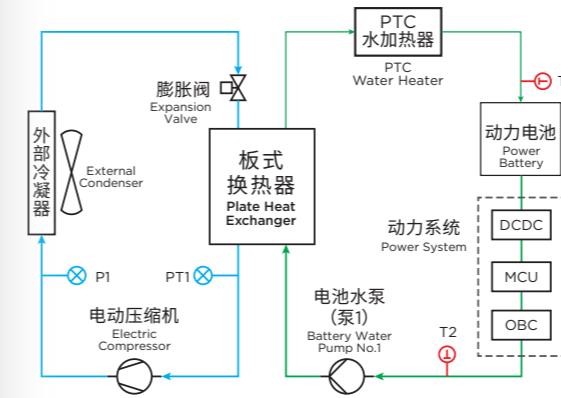 PTC
水加热器
PTC
Water Heater
膨胀阀
Expansion
Valve
外部冷凝器
External
Condenser
板式
换热器
Plate Heat
Exchanger
动力电池
Power
Battery
动力系统
Power System
DCDC
MCU
OBC
P1
PT1
电动压缩机
Electric
Compressor
电池水泵
(泵1)
Battery Water
Pump No.1
T2